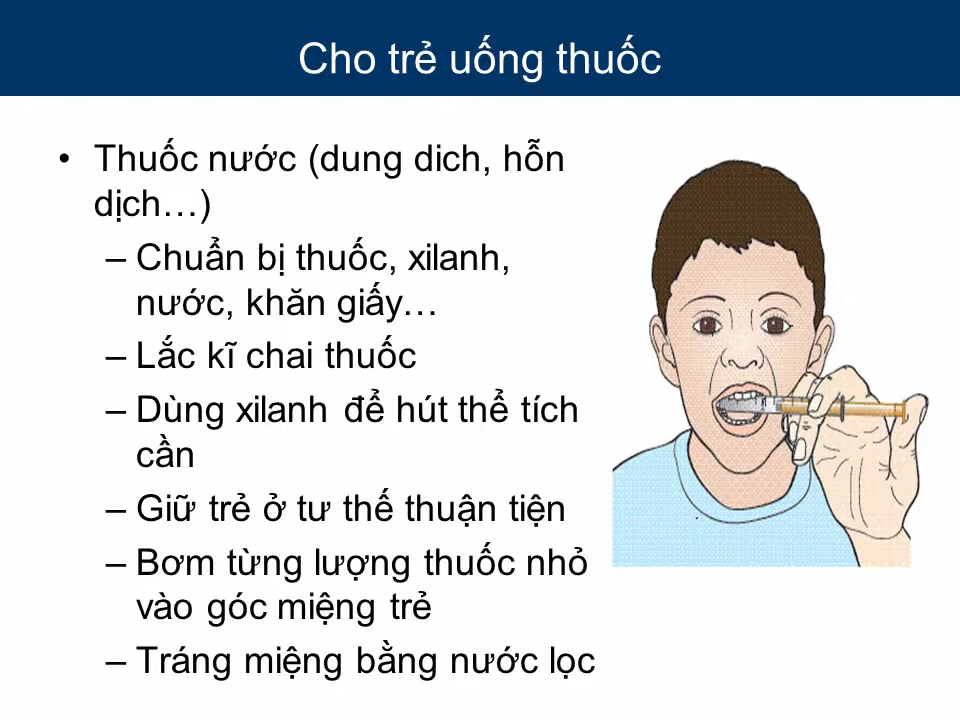 Cho trẻ uống thuốc
• Thuốc nước (dung dich, hỗn
dịch…)
– Chuẩn bị thuốc, xilanh,
nước, khăn giấy…
– Lắc kĩ chai thuốc
– Dùng xilanh để hút thể tích
cần
– Giữ trẻ ở tư thế thuận tiện
– Bơm từng lượng thuốc nhỏ
vào góc miệng trẻ
– Tráng miệng bằng nước lọc